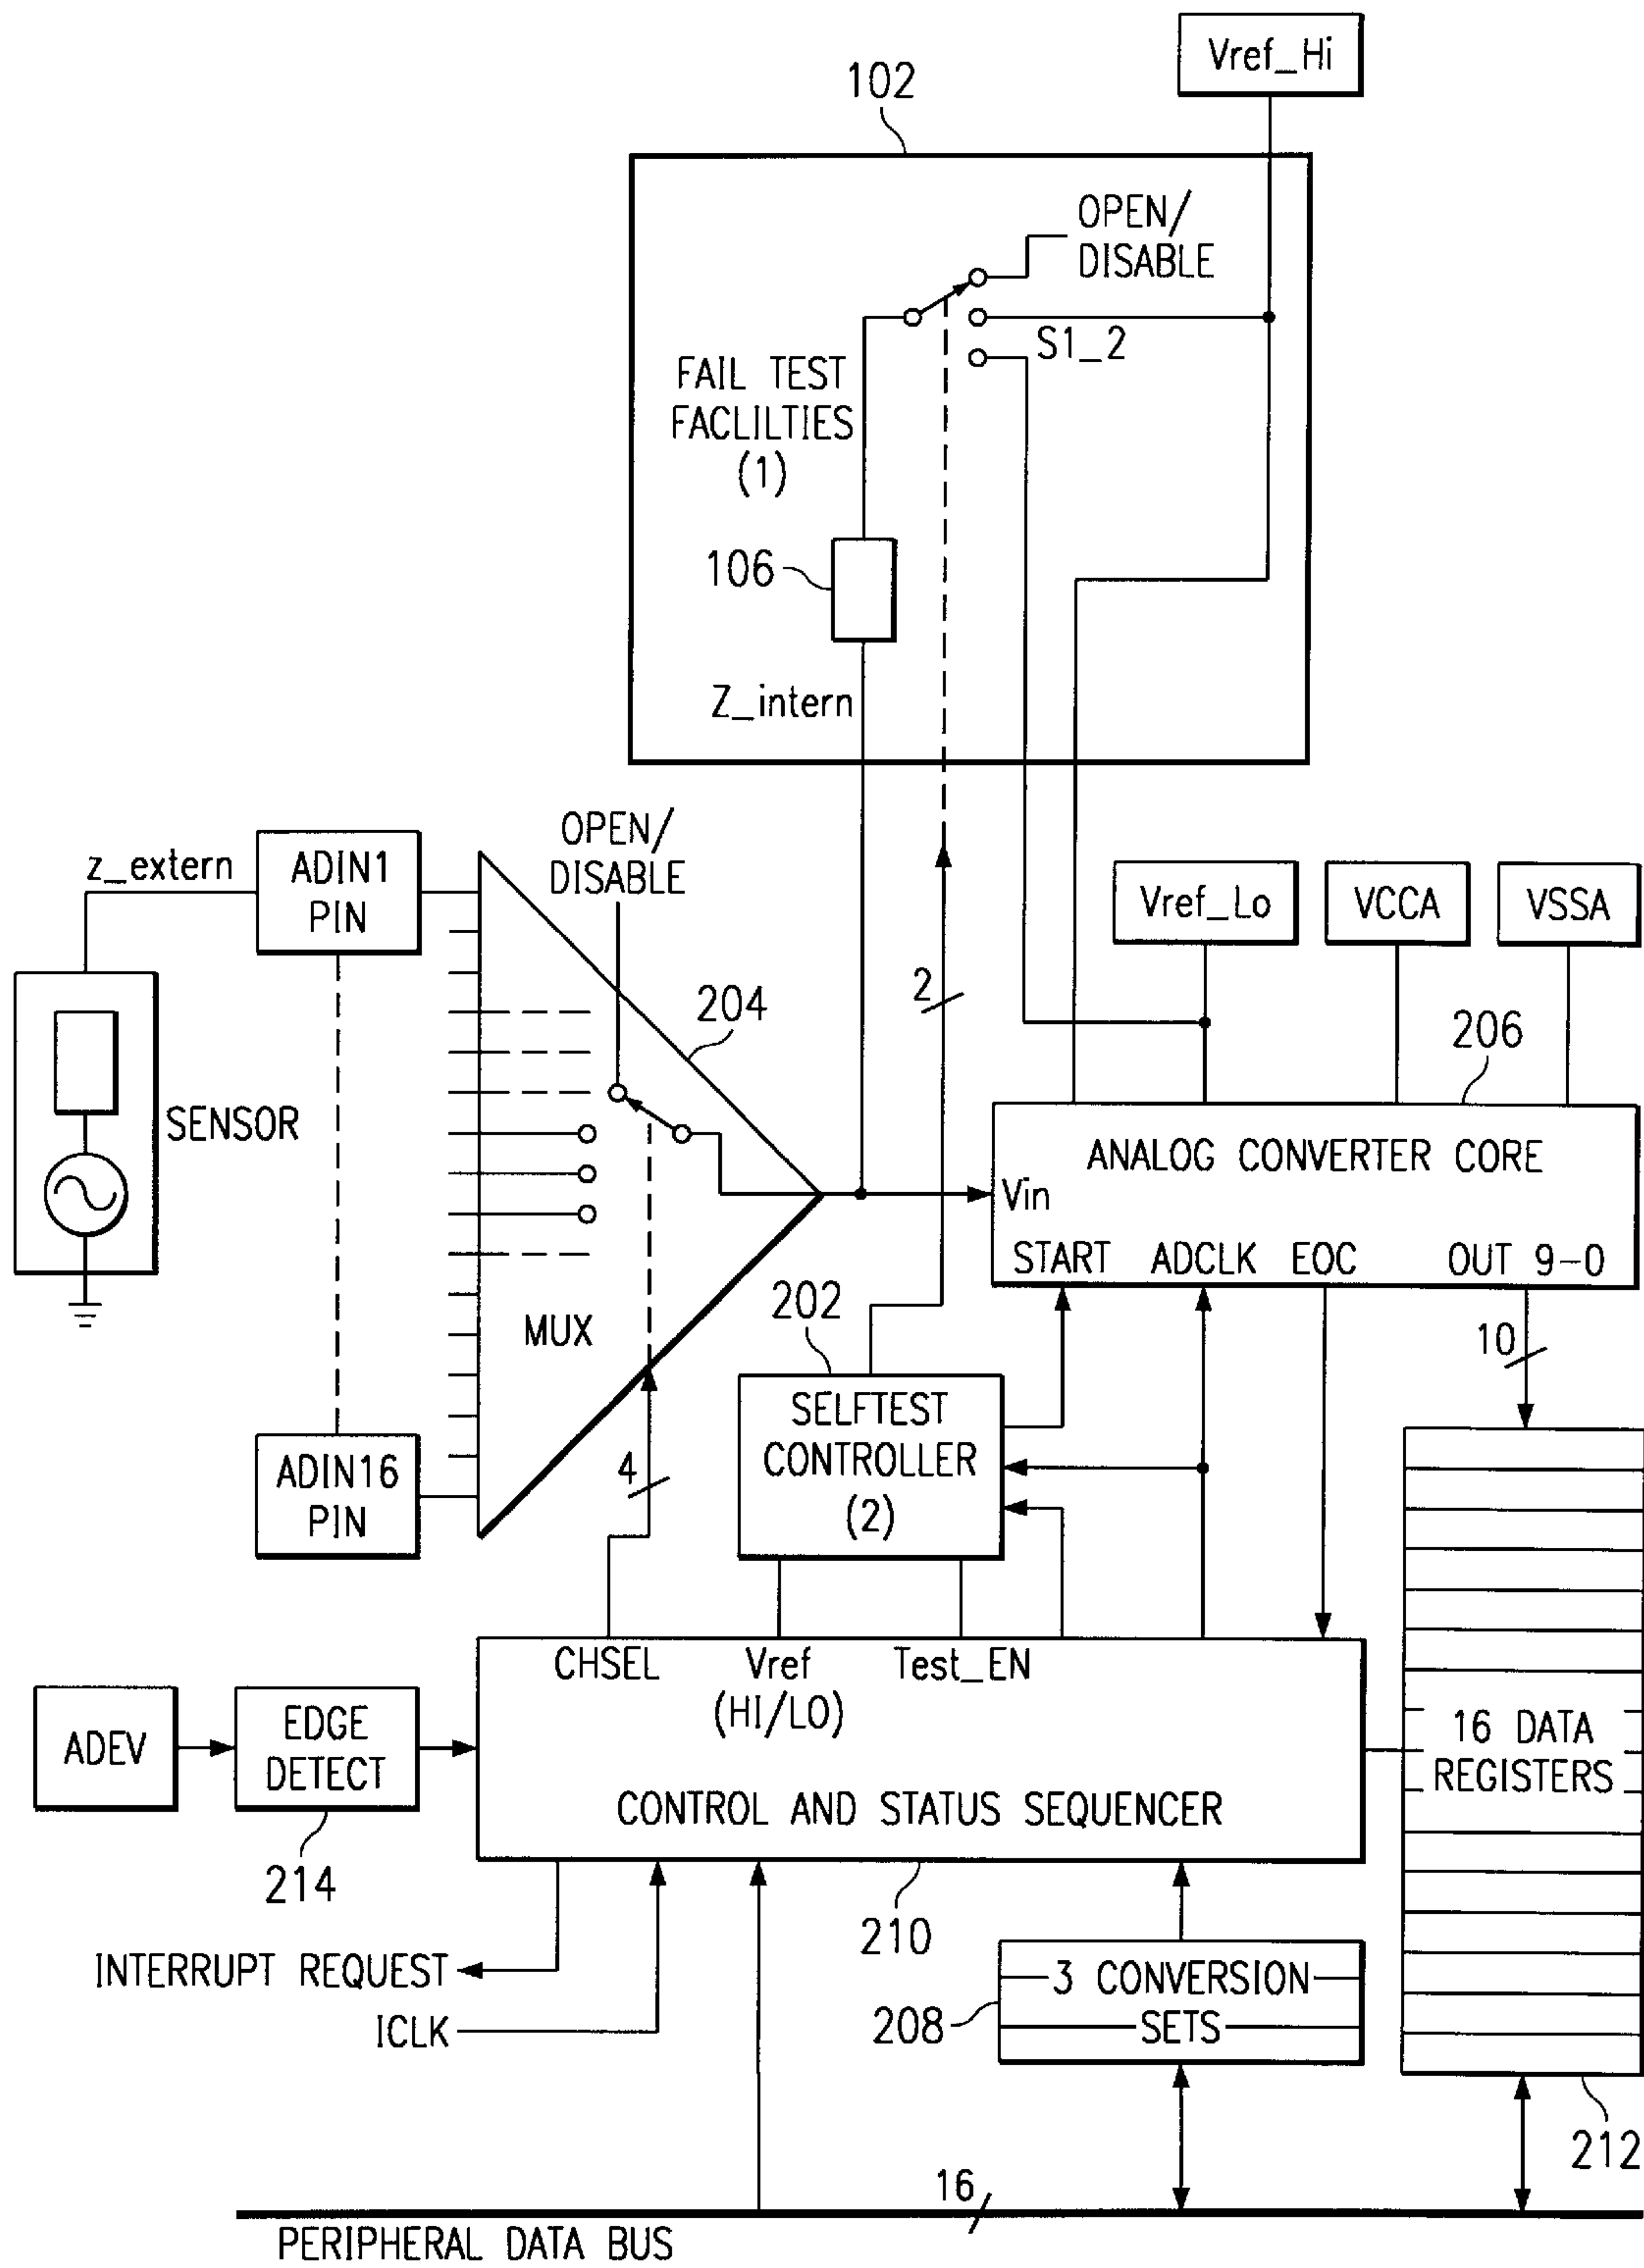 Vref_Hi
102
OPEN/
DISABLE
S1_2
FAIL TEST
FACLILTIES
(1)
106
Z_intern
OPEN/
DISABLE
z_extern
ADIN1
PIN
Vref_Lo
VCCA
VSSA
2
204
206
SENSOR
ANALOG CONVERTER CORE
Vin
START
ADCLK
EOC
OUT 9-0
202
MUX
10
SELFTEST
CONTROLLER
(2)
4
ADIN16
PIN
CHSEL
Vref
(HI/LO)
Test_EN
ADEV
EDGE
DETECT
16 DATA
REGISTERS
CONTROL AND STATUS SEQUENCER
214
210
INTERRUPT REQUEST
3 CONVERSION
SETS
208
ICLK
212
16
PERIPHERAL DATA BUS